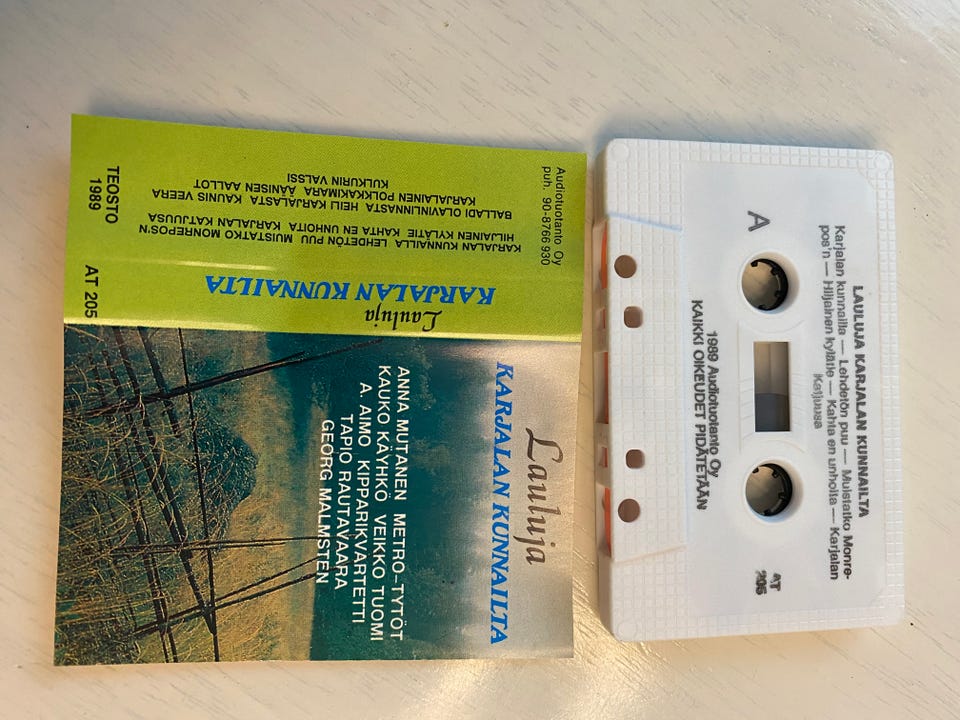 Lauluja
KARJALAN KUNNAILTA
ANNA MUTANEN METRO-TYTÖT
KAUKO KÄYHKÖ VEIKKO TUOMI
A. AIMO KIPPARIKVARTETTI
TAPIO RAUTAVAARA
GEORG MALMSTEN
Lauluja
KARJALAN KUNNAILTA
KARJALAN KUNNAILLA LEHDETÖN PUU MUISTATKO MONREPOS'N
HILJAINEN KYLÄTIE KAHTA EN UNHOITA KARJALAN KATJUUSA
BALLADI OLAVINLINNASTA HEILI KARJALASTA KAUNIS VEERA
KARJALAINEN POLKKAKIMARA ÄÄNISEN AALLOT
KULKURIN VALSSI
Audiotuotanto Oy
puh. 90-8766 930
TEOSTO
1989
AT 205
LAULUJA KARJALAN KUNNAILTA
Karjalan kunnailla — Lehdetön puu — Muistatko Monre-
pos'n — Hiljainen kylätie — Kahta en unhoita — Karjalan
Katjuusa
A
AT
205
1989 Audiotuotanto Oy
KAIKKI OIKEUDET PIDÄTETÄÄN